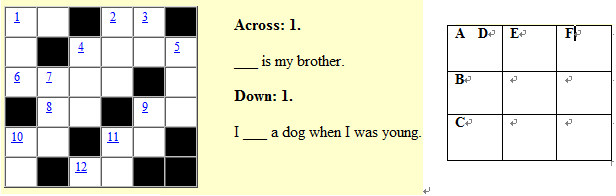 1 2 3
4 5
6 7
8 9
10 11
12
Across: 1.
___ is my brother.
Down: 1.
I ___ a dog when I was young.
A D E F
B
C